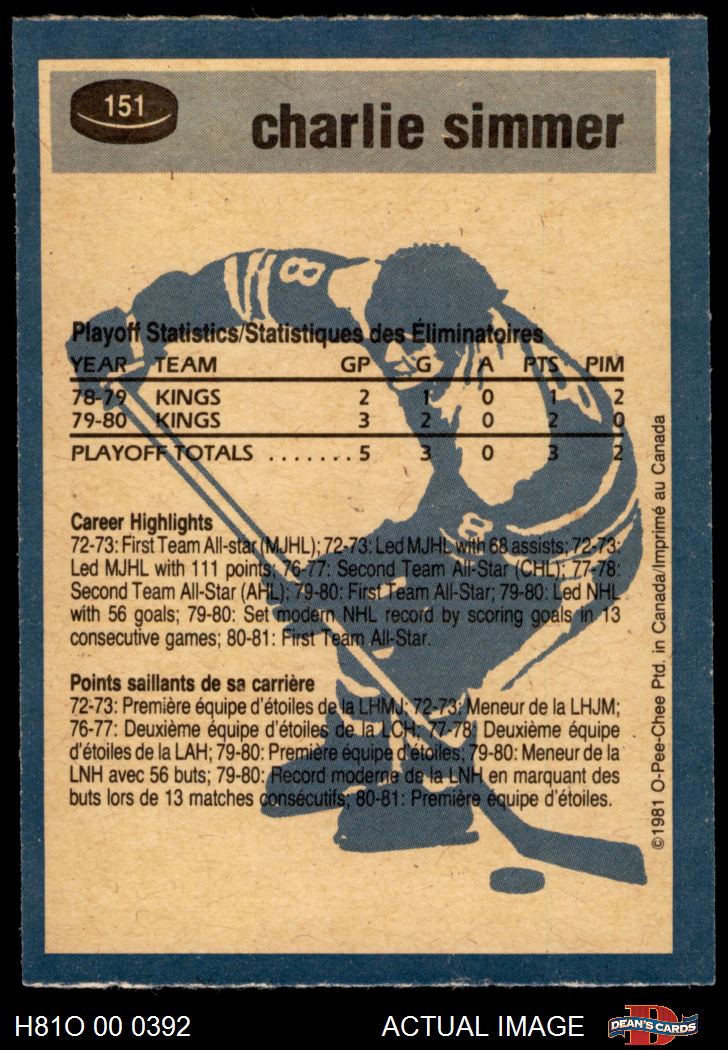 151
charlie simmer
8
Playoff Statistics/Statistiques des Éliminatoires
YEAR TEAM GP G A PTS PIM
78-79 KINGS 2 1 0 1 2
79-80 KINGS 3 2 0 2 0
PLAYOFF TOTALS ....... 5 3 0 3 2
8
8
Career Highlights
72-73: First Team All-star (MJHL); 72-73: Led MJHL with 68 assists; 72-73:
Led MJHL with 111 points; 76-77: Second Team All-Star (CHL); 77-78:
Second Team All-Star (AHL); 79-80: First Team All-Star; 79-80: Led NHL
with 56 goals; 79-80: Set modern NHL record by scoring goals in 13
consecutive games; 80-81: First Team All-Star.
Points saillants de sa carrière
72-73: Première équipe d'étoiles de la LHMJ; 72-73; Meneur de la LHJM;
76-77: Deuxième équipe d'étoiles de la LCH; 77-78: Deuxième équipe
d'étoiles de la LAH; 79-80: Première équipe d'étoiles; 79-80: Meneur de la
LNH avec 56 buts; 79-80: Record moderne de la LNH en marquant des
buts lors de 13 matches consécutifs; 80-81: Première équipe d'étoiles.
©1981 O-Pee-Chee Ptd. in Canada/Imprimé au Canada
H81O 00 0392
ACTUAL IMAGE
D
DEAN'S CARDS